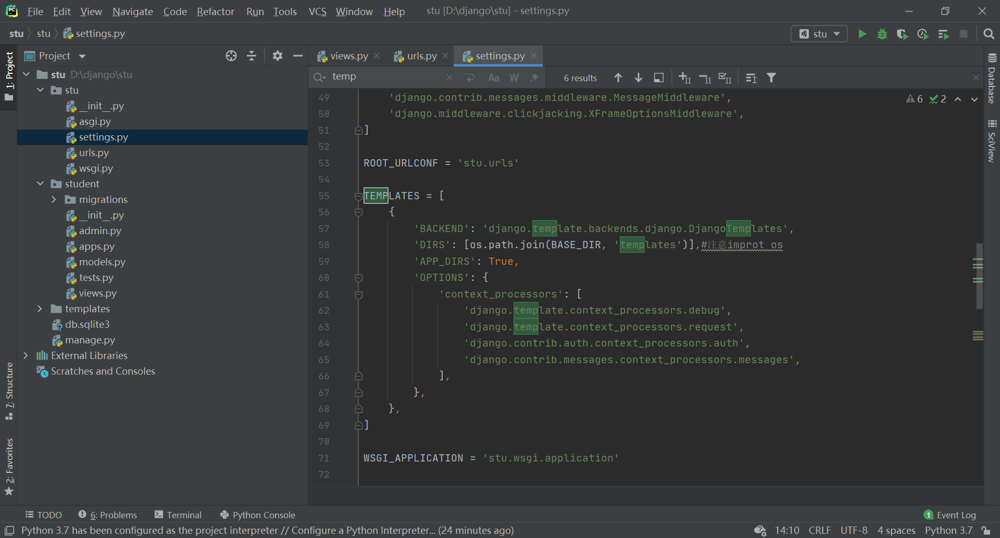 File Edit View Navigate Code Refactor Run Tools VCS Window Help stu [D:\django\stu] - settings.py
stu stu settings.py
stu
1: Project
Project
stu D:\django\stu
stu
__init__.py
asgi.py
settings.py
urls.py
wsgi.py
student
migrations
__init__.py
admin.py
apps.py
models.py
tests.py
views.py
templates
db.sqlite3
manage.py
External Libraries
Scratches and Consoles
7: Structure
2: Favorites
views.py urls.py settings.py
temp Aa W .* 6 results
6 2
49 'django.contrib.messages.middleware.MessageMiddleware',
50 'django.middleware.clickjacking.XFrameOptionsMiddleware',
51 ]
52
53 ROOT_URLCONF = 'stu.urls'
54
55 TEMPLATES = [
56 {
57 'BACKEND': 'django.template.backends.django.DjangoTemplates',
58 'DIRS': [os.path.join(BASE_DIR, 'templates')],#注意improt os
59 'APP_DIRS': True,
60 'OPTIONS': {
61 'context_processors': [
62 'django.template.context_processors.debug',
63 'django.template.context_processors.request',
64 'django.contrib.auth.context_processors.auth',
65 'django.contrib.messages.context_processors.messages',
66 ],
67 },
68 },
69 ]
70
71 WSGI_APPLICATION = 'stu.wsgi.application'
72
Database
SciView
TODO 6: Problems Terminal Python Console 1 Event Log
Python 3.7 has been configured as the project interpreter // Configure a Python Interpreter... (24 minutes ago) 14:10 CRLF UTF-8 4 spaces Python 3.7